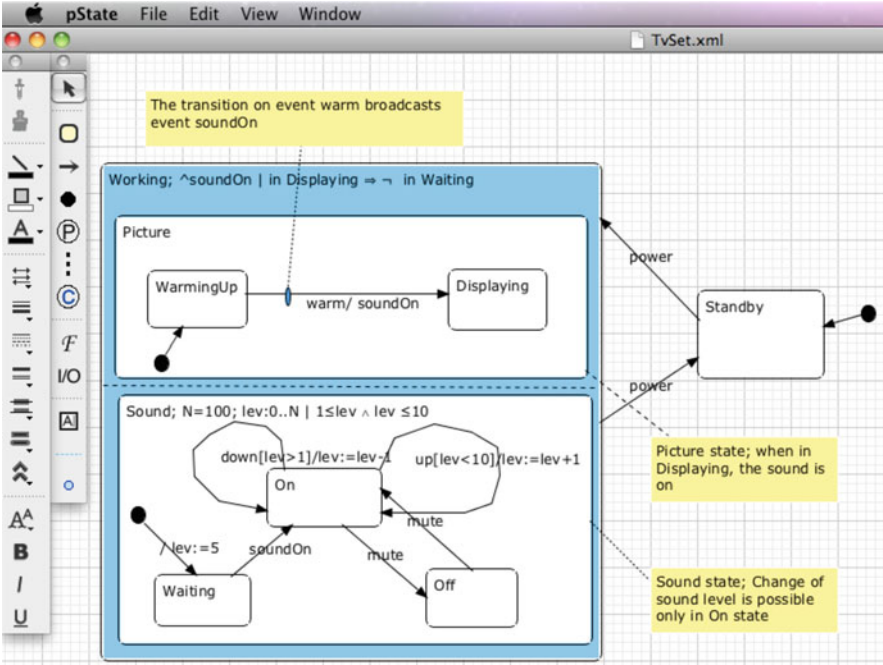 pState File Edit View Window
TvSet.xml
The transition on event warm broadcasts
event soundOn
Working; ^soundOn | in Displaying ⇒ ¬ in Waiting
Picture
WarmingUp
Displaying
warm/ soundOn
power
Standby
power
Sound; N=100; lev:0..N | 1≤lev ∧ lev ≤10
down[lev>1]/lev:=lev-1
up[lev<10]/lev:=lev+1
On
mute
/ lev:=5
soundOn
mute
Waiting
Off
Picture state; when in
Displaying, the sound is
on
Sound state; Change of
sound level is possible
only in On state
A
P
C
F
I/O
A
AA
B
I
U